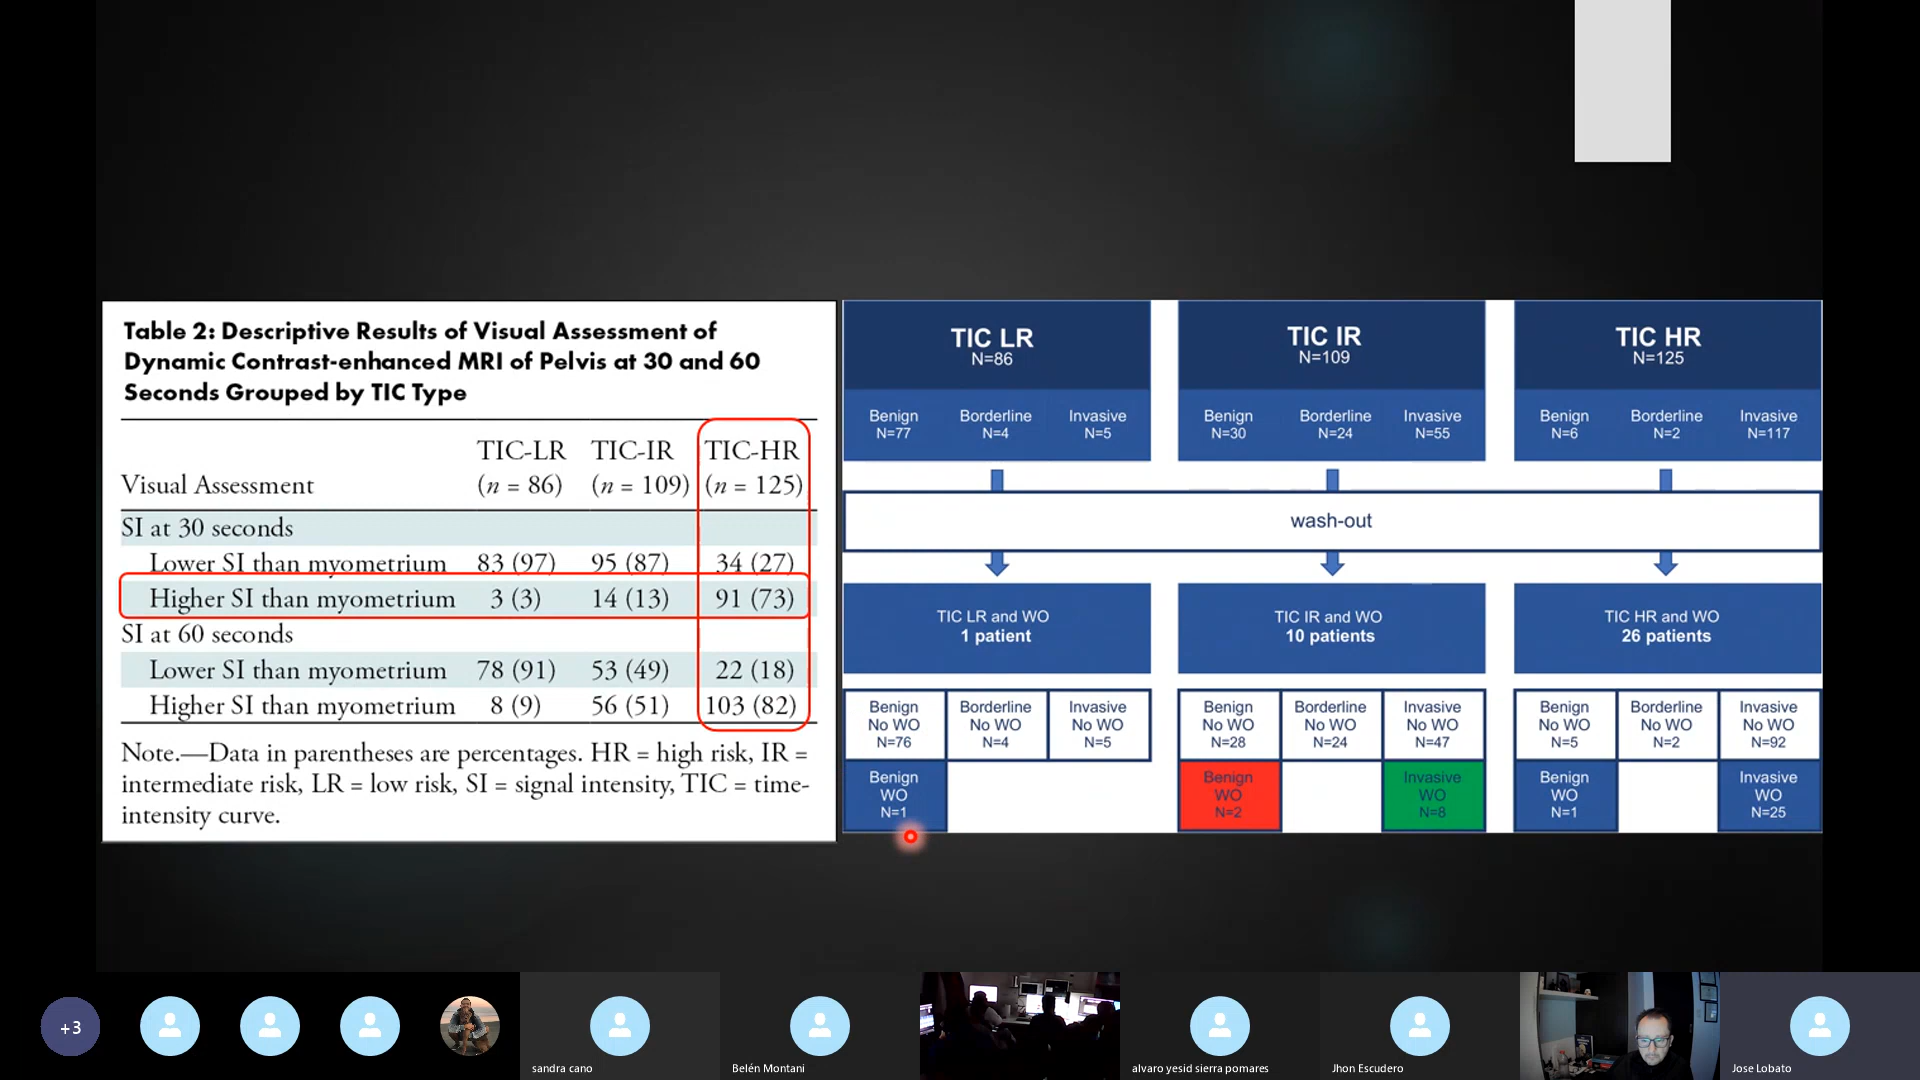 Table 2: Descriptive Results of Visual Assessment of
Dynamic Contrast-enhanced MRI of Pelvis at 30 and 60
Seconds Grouped by TIC Type
TIC-LR TIC-IR TIC-HR
Visual Assessment (n = 86) (n = 109) (n = 125)
SI at 30 seconds
Lower SI than myometrium 83 (97) 95 (87) 34 (27)
Higher SI than myometrium 3 (3) 14 (13) 91 (73)
SI at 60 seconds
Lower SI than myometrium 78 (91) 53 (49) 22 (18)
Higher SI than myometrium 8 (9) 56 (51) 103 (82)
Note.—Data in parentheses are percentages. HR = high risk, IR =
intermediate risk, LR = low risk, SI = signal intensity, TIC = time-
intensity curve.
TIC LR TIC IR TIC HR
N=86 N=109 N=125
Benign Borderline Invasive Benign Borderline Invasive Benign Borderline Invasive
N=77 N=4 N=5 N=30 N=24 N=55 N=6 N=2 N=117
wash-out
TIC LR and WO TIC IR and WO TIC HR and WO
1 patient 10 patients 26 patients
Benign Borderline Invasive Benign Borderline Invasive Benign Borderline Invasive
No WO No WO No WO No WO No WO No WO No WO No WO No WO
N=76 N=4 N=5 N=28 N=24 N=47 N=5 N=2 N=92
Benign Benign Invasive Benign Invasive
WO WO WO WO WO
N=1 N=2 N=8 N=1 N=25
+3
sandra cano
Belén Montani
alvaro yesid sierra pomares
Jhon Escudero
Jose Lobato